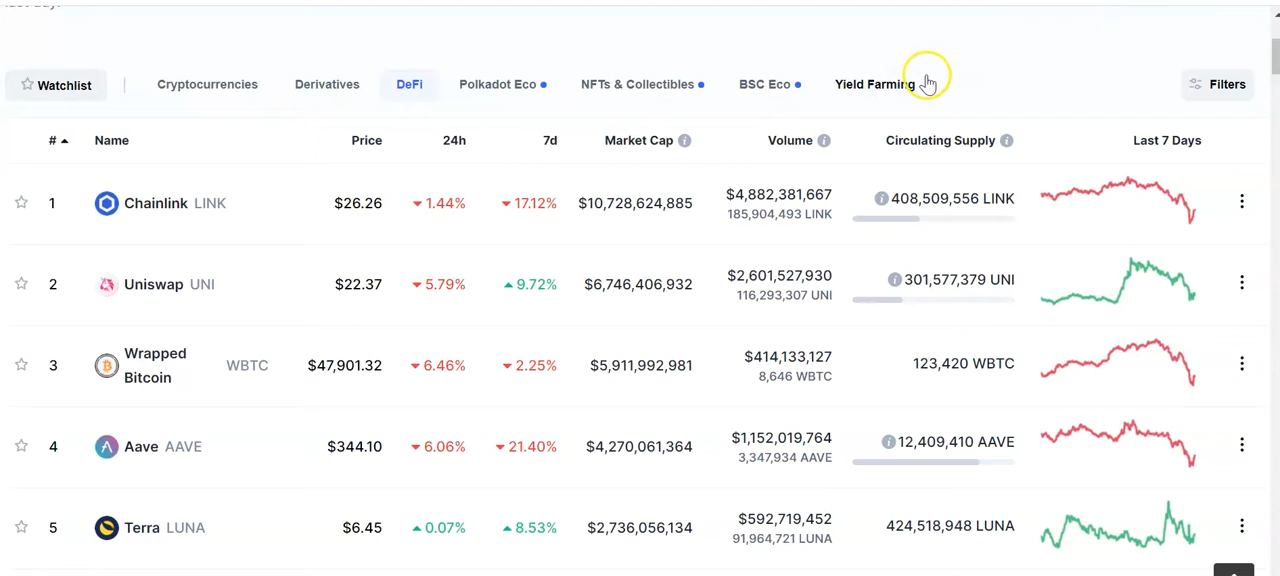 Watchlist Cryptocurrencies Derivatives DeFi Polkadot Eco NFTs & Collectibles BSC Eco Yield Farming Filters
# Name Price 24h 7d Market Cap Volume Circulating Supply Last 7 Days
1 Chainlink LINK $26.26 1.44% 17.12% $10,728,624,885 $4,882,381,667 408,509,556 LINK
185,904,493 LINK
2 Uniswap UNI $22.37 5.79% 9.72% $6,746,406,932 $2,601,527,930 301,577,379 UNI
116,293,307 UNI
3 Wrapped Bitcoin WBTC $47,901.32 6.46% 2.25% $5,911,992,981 $414,133,127 123,420 WBTC
8,646 WBTC
4 Aave AAVE $344.10 6.06% 21.40% $4,270,061,364 $1,152,019,764 12,409,410 AAVE
3,347,934 AAVE
5 Terra LUNA $6.45 0.07% 8.53% $2,736,056,134 $592,719,452 424,518,948 LUNA
91,964,721 LUNA